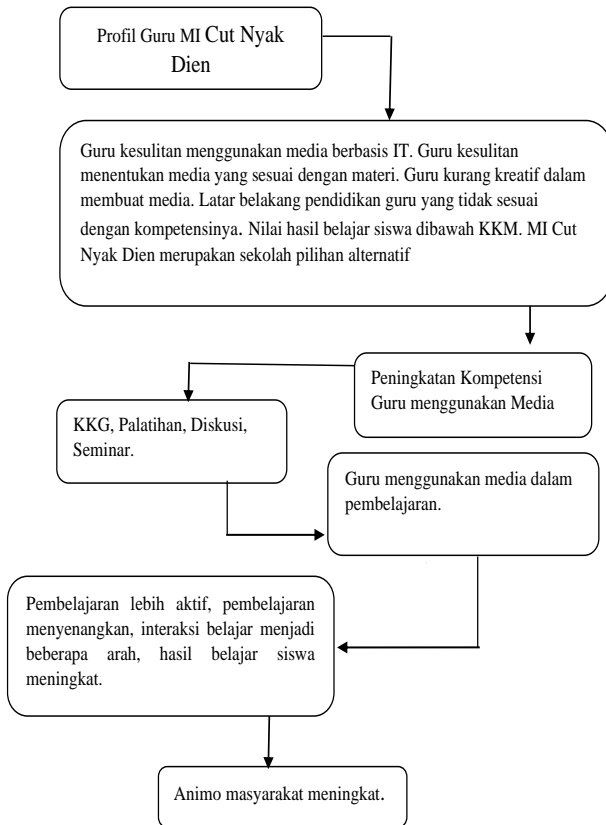 Profil Guru MI Cut Nyak
Dien
Guru kesulitan menggunakan media berbasis IT. Guru kesulitan
menentukan media yang sesuai dengan materi. Guru kurang kreatif dalam
membuat media. Latar belakang pendidikan guru yang tidak sesuai
dengan kompetensinya. Nilai hasil belajar siswa dibawah KKM. MI Cut
Nyak Dien merupakan sekolah pilihan alternatif
Peningkatan Kompetensi
Guru menggunakan Media
KKG, Palatihan, Diskusi,
Seminar.
Guru menggunakan media dalam
pembelajaran.
Pembelajaran lebih aktif, pembelajaran
menyenangkan, interaksi belajar menjadi
beberapa arah, hasil belajar siswa
meningkat.
Animo masyarakat meningkat.